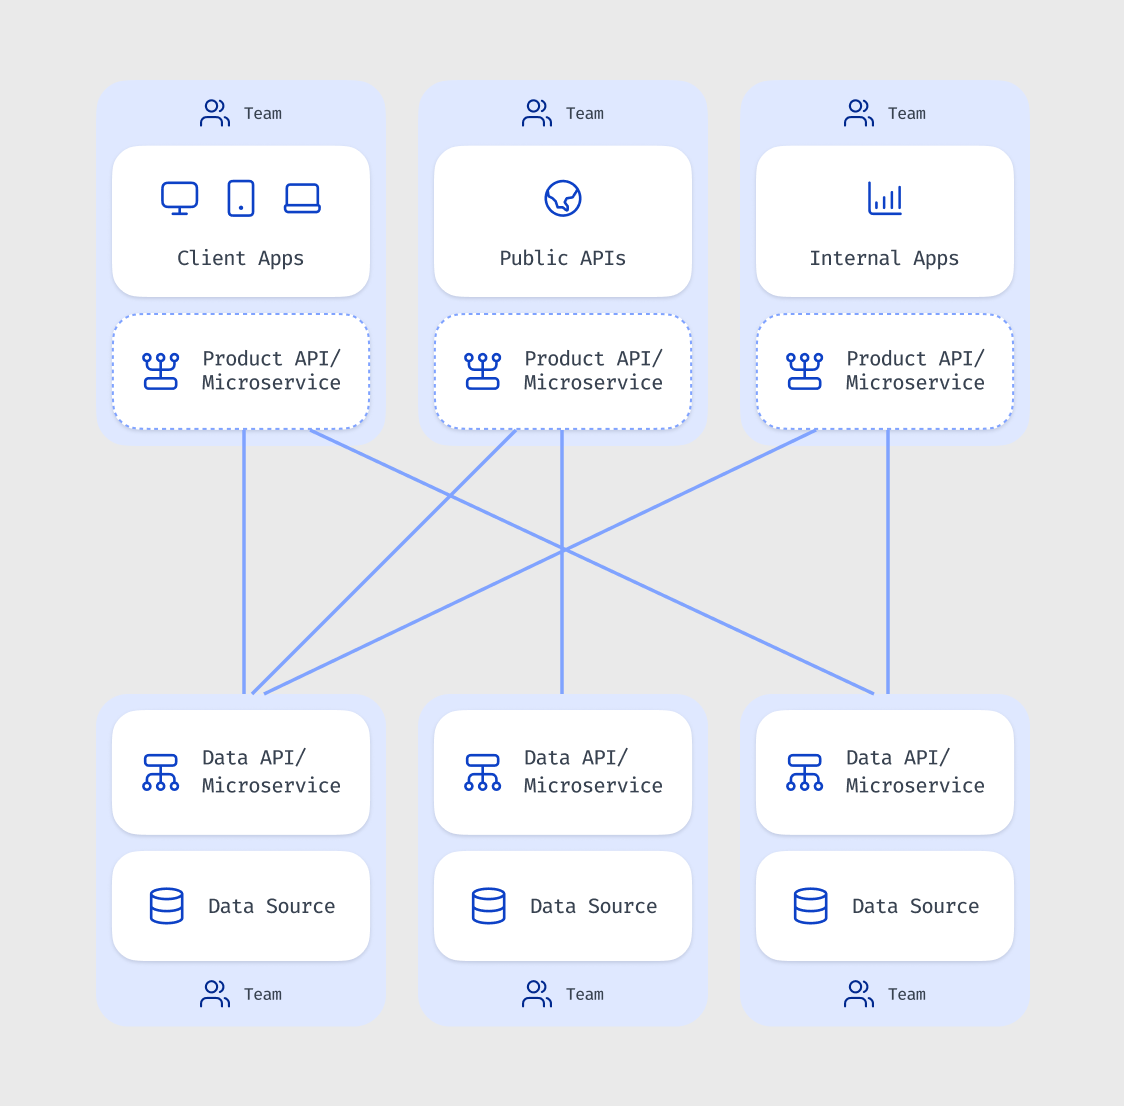 Team
Team
Team
Client Apps
Public APIs
Internal Apps
Product API/
Microservice
Product API/
Microservice
Product API/
Microservice
Data API/
Microservice
Data API/
Microservice
Data API/
Microservice
Data Source
Data Source
Data Source
Team
Team
Team